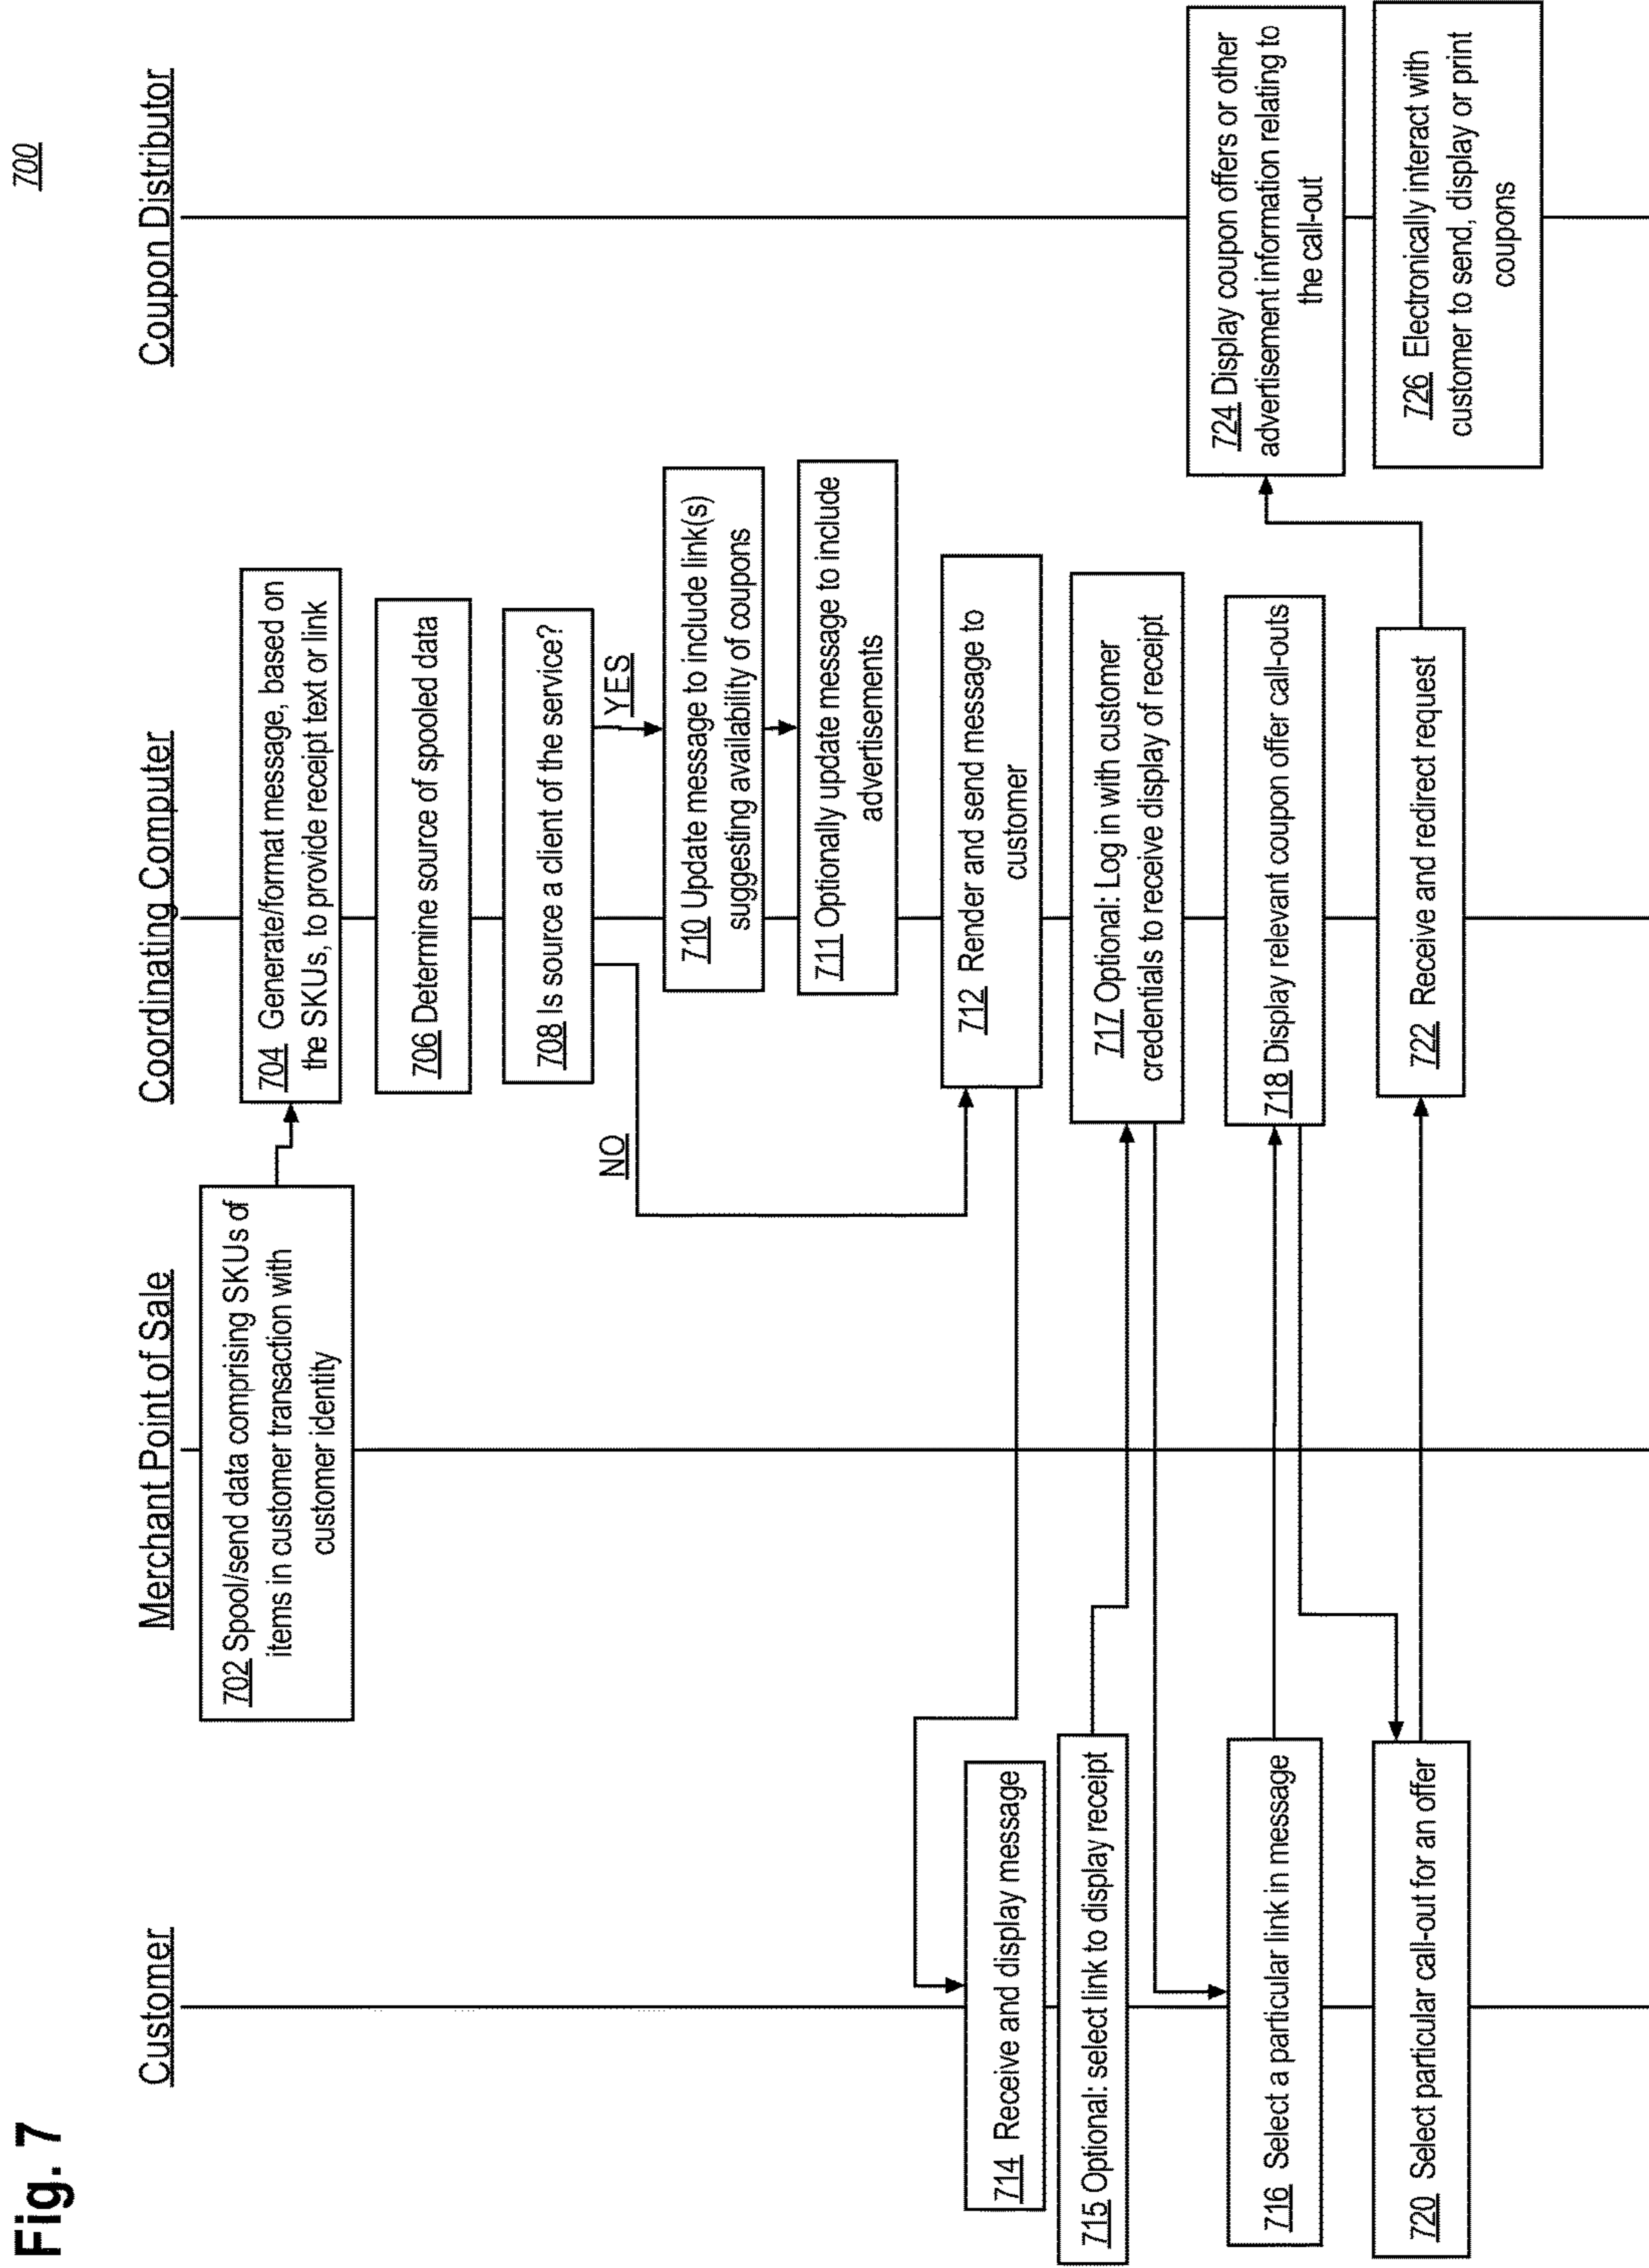 Fig. 7
700
Customer
Merchant Point of Sale
Coordinating Computer
Coupon Distributor
702 Spool/send data comprising SKUs of
items in customer transaction with
customer identity
704 Generate/format message, based on
the SKUs, to provide receipt text or link
706 Determine source of spooled data
708 Is source a client of the service?
YES
NO
710 Update message to include link(s)
suggesting availability of coupons
711 Optionally update message to include
advertisements
712 Render and send message to
customer
714 Receive and display message
715 Optional: select link to display receipt
717 Optional: Log in with customer
credentials to receive display of receipt
716 Select a particular link in message
718 Display relevant coupon offer call-outs
720 Select particular call-out for an offer
722 Receive and redirect request
724 Display coupon offers or other
advertisement information relating to
the call-out
726 Electronically interact with
customer to send, display or print
coupons